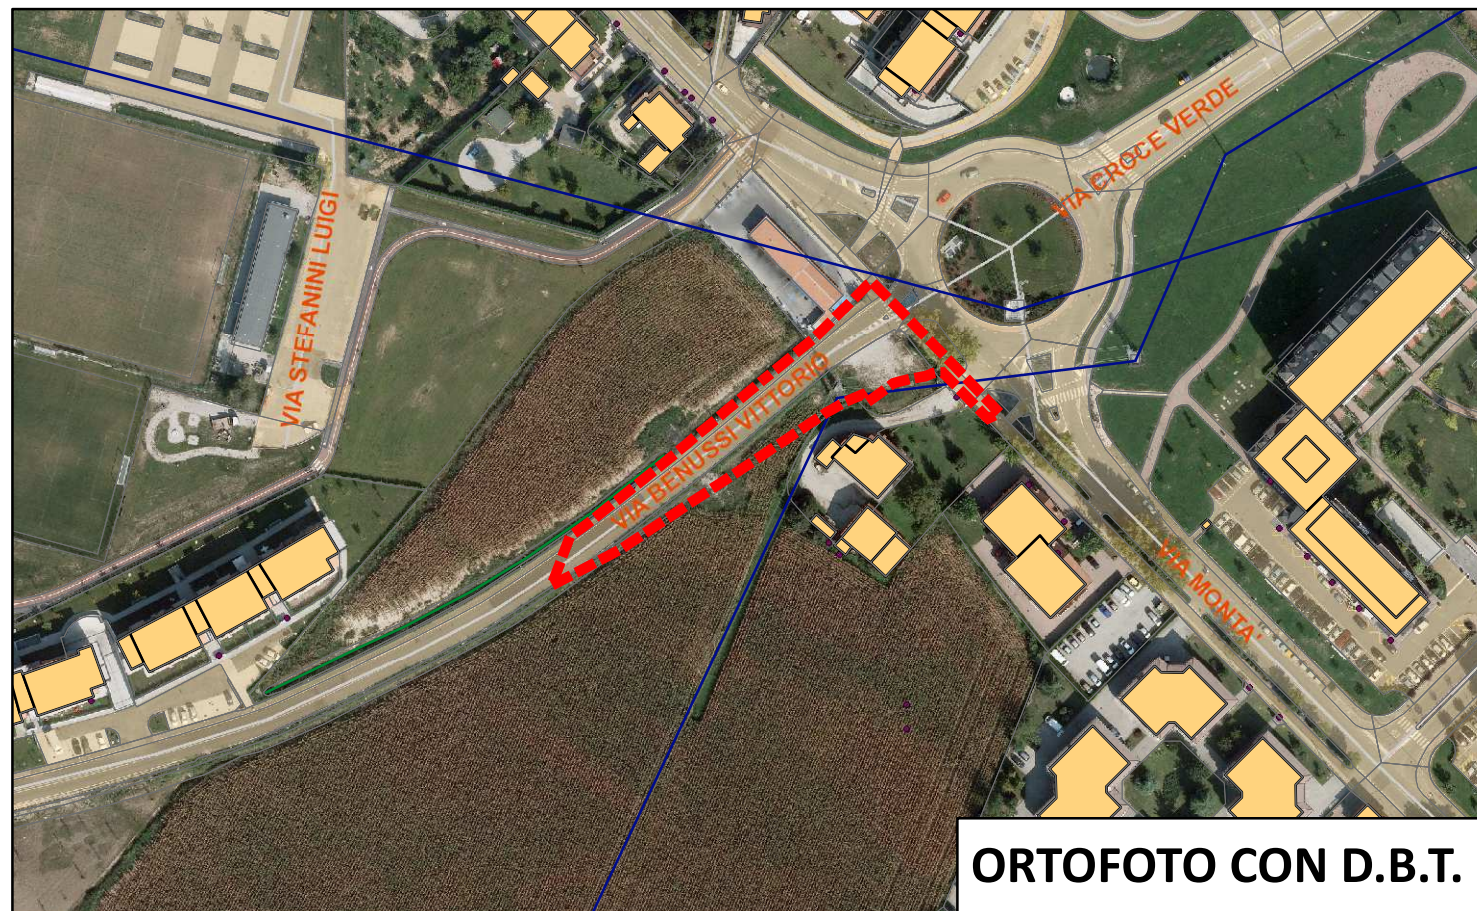 VIA CROCE VERDE
VIA STEFANINI LUIGI
VIA BENUSSI VITTORIO
VIA MONTA'
ORTOFOTO CON D.B.T.